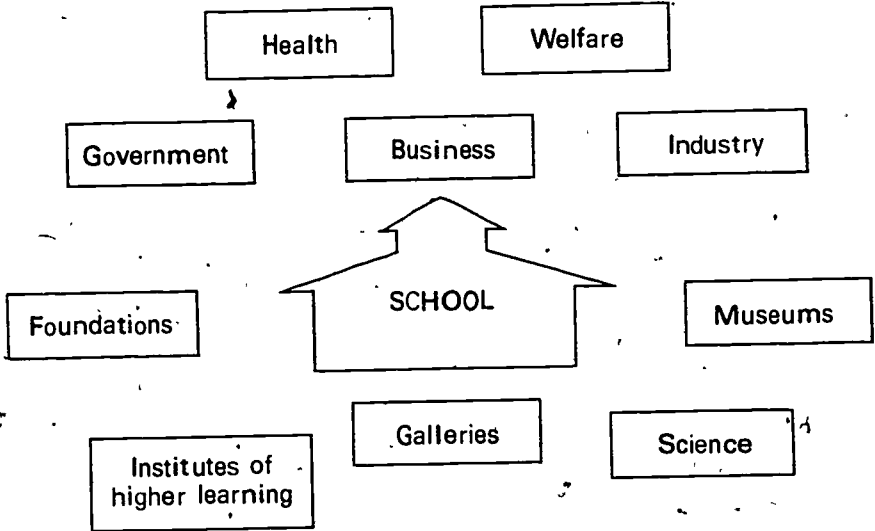 Health
Welfare
Government
Business
Industry
SCHOOL
Foundations
Museums
Galleries
Science
Institutes of
higher learning